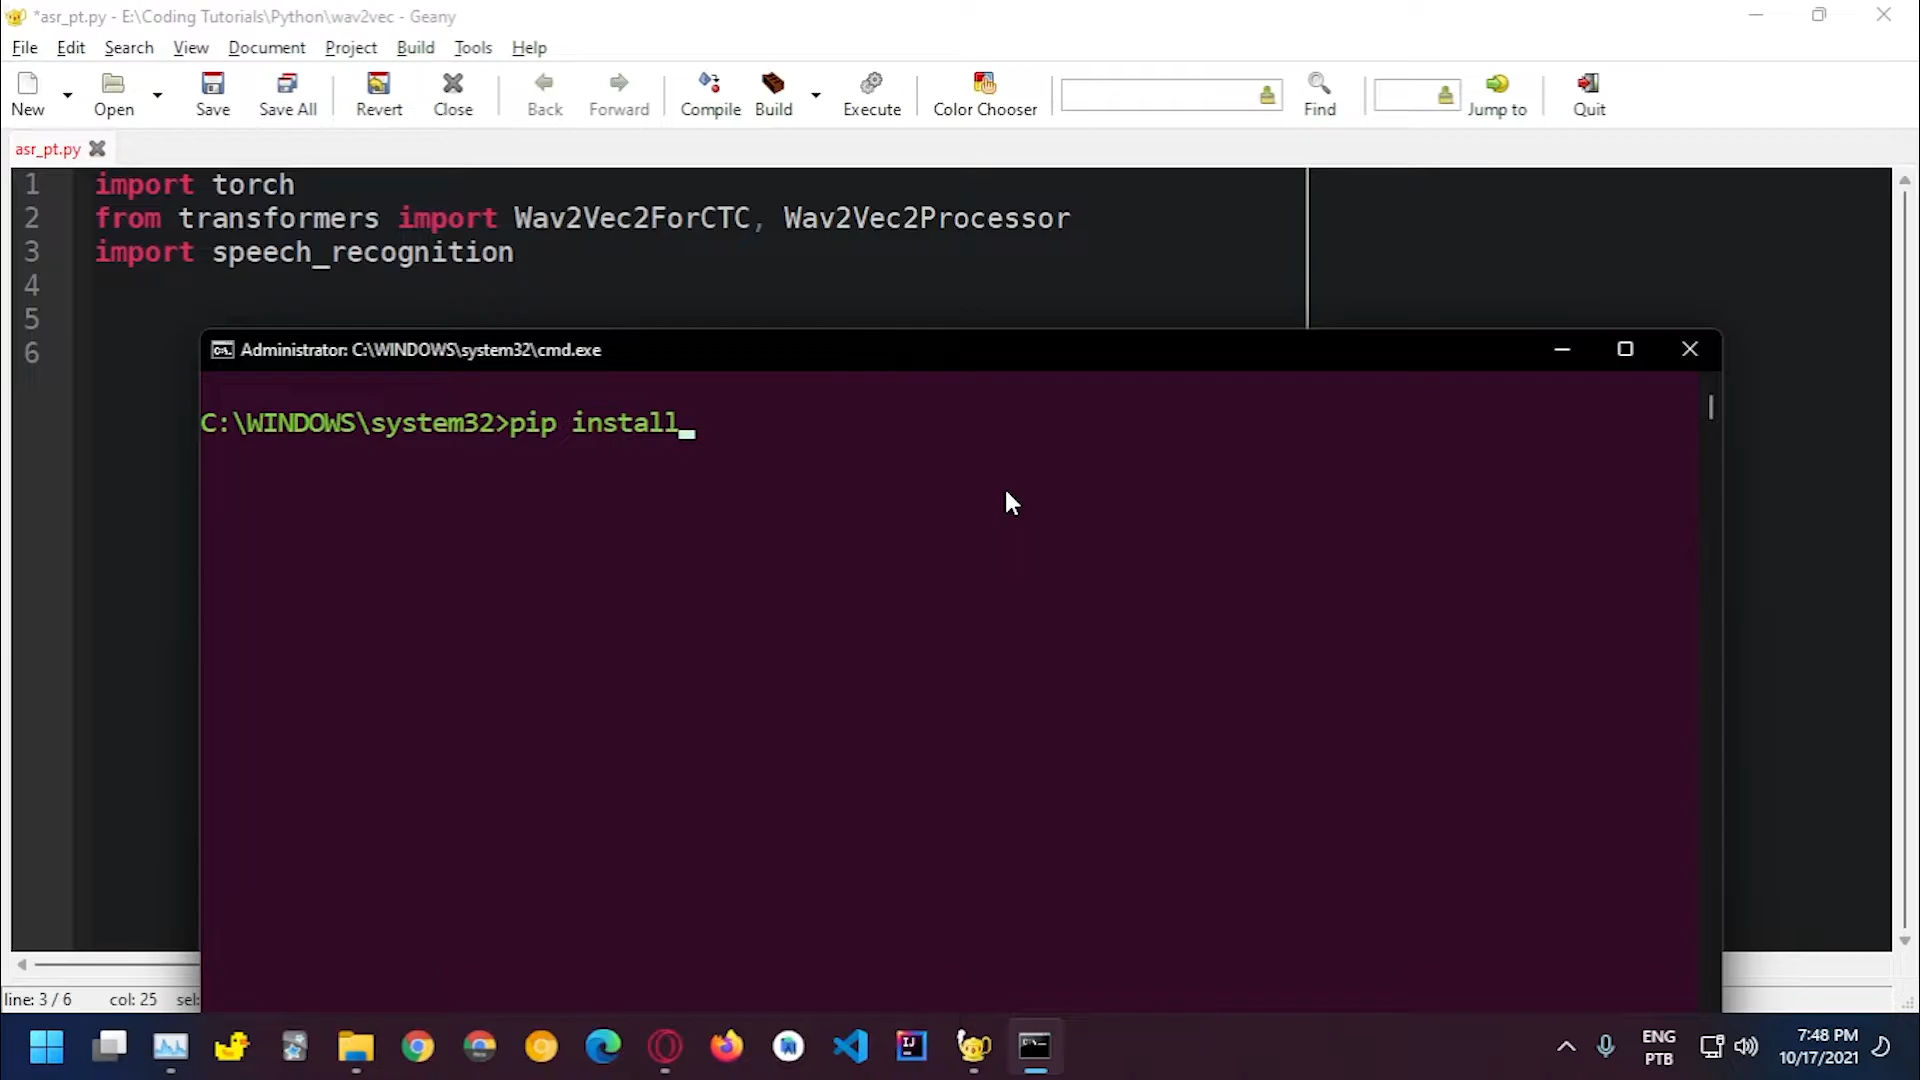 *asr_pt.py - E:\Coding Tutorials\Python\wav2vec - Geany
File Edit Search View Document Project Build Tools Help
New Open Save Save All Revert Close Back Forward Compile Build Execute Color Chooser Find Jump to Quit
asr_pt.py
1 import torch
2 from transformers import Wav2Vec2ForCTC, Wav2Vec2Processor
3 import speech_recognition
4
5
6
Administrator: C:\WINDOWS\system32\cmd.exe
C:\WINDOWS\system32>pip install_
line: 3 / 6 col: 25 sel:
ENG 7:48 PM
PTB 10/17/2021